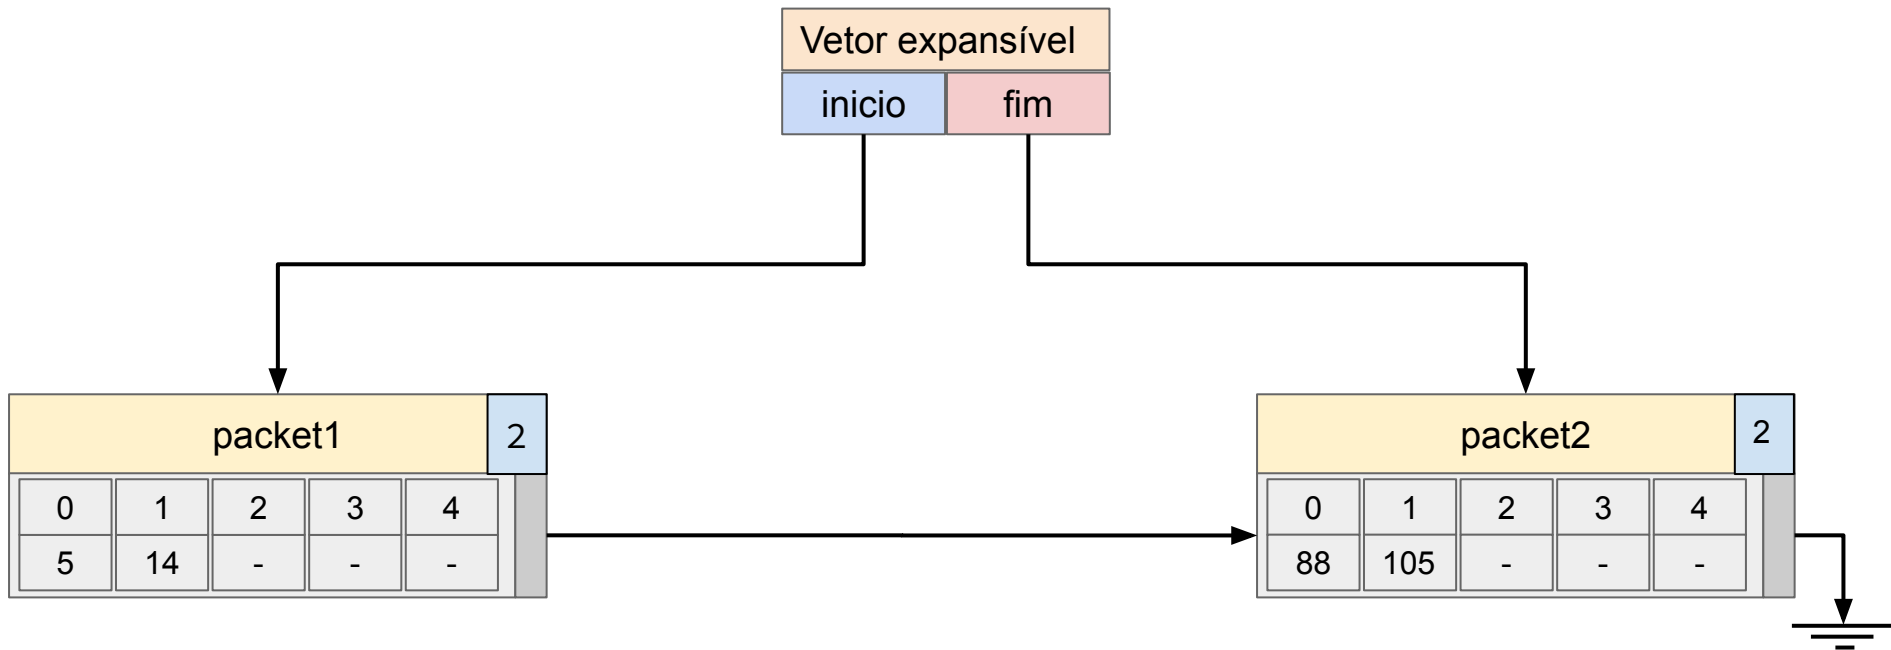 Vetor expansível
inicio fim
packet1 2
0 1 2 3 4
5 14 - - -
packet2 2
0 1 2 3 4
88 105 - - -